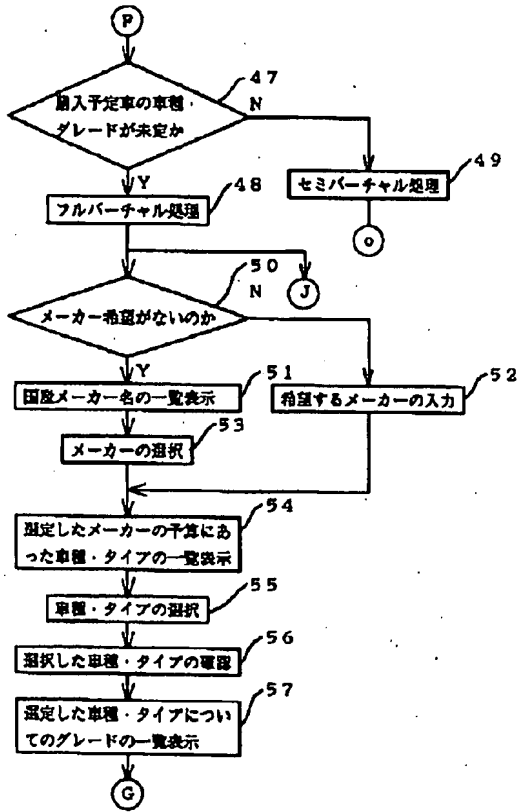 F
47
購入予定車の車種・
グレードが未定か
N
Y
48
フルバーチャル処理
49
セミバーチャル処理
o
J
50
メーカー希望がないのか
N
Y
51
国産メーカー名の一覧表示
52
希望するメーカーの入力
53
メーカーの選択
54
選定したメーカーの予算にあ
った車種・タイプの一覧表示
55
車種・タイプの選択
56
選択した車種・タイプの確認
57
選定した車種・タイプについ
てのグレードの一覧表示
G